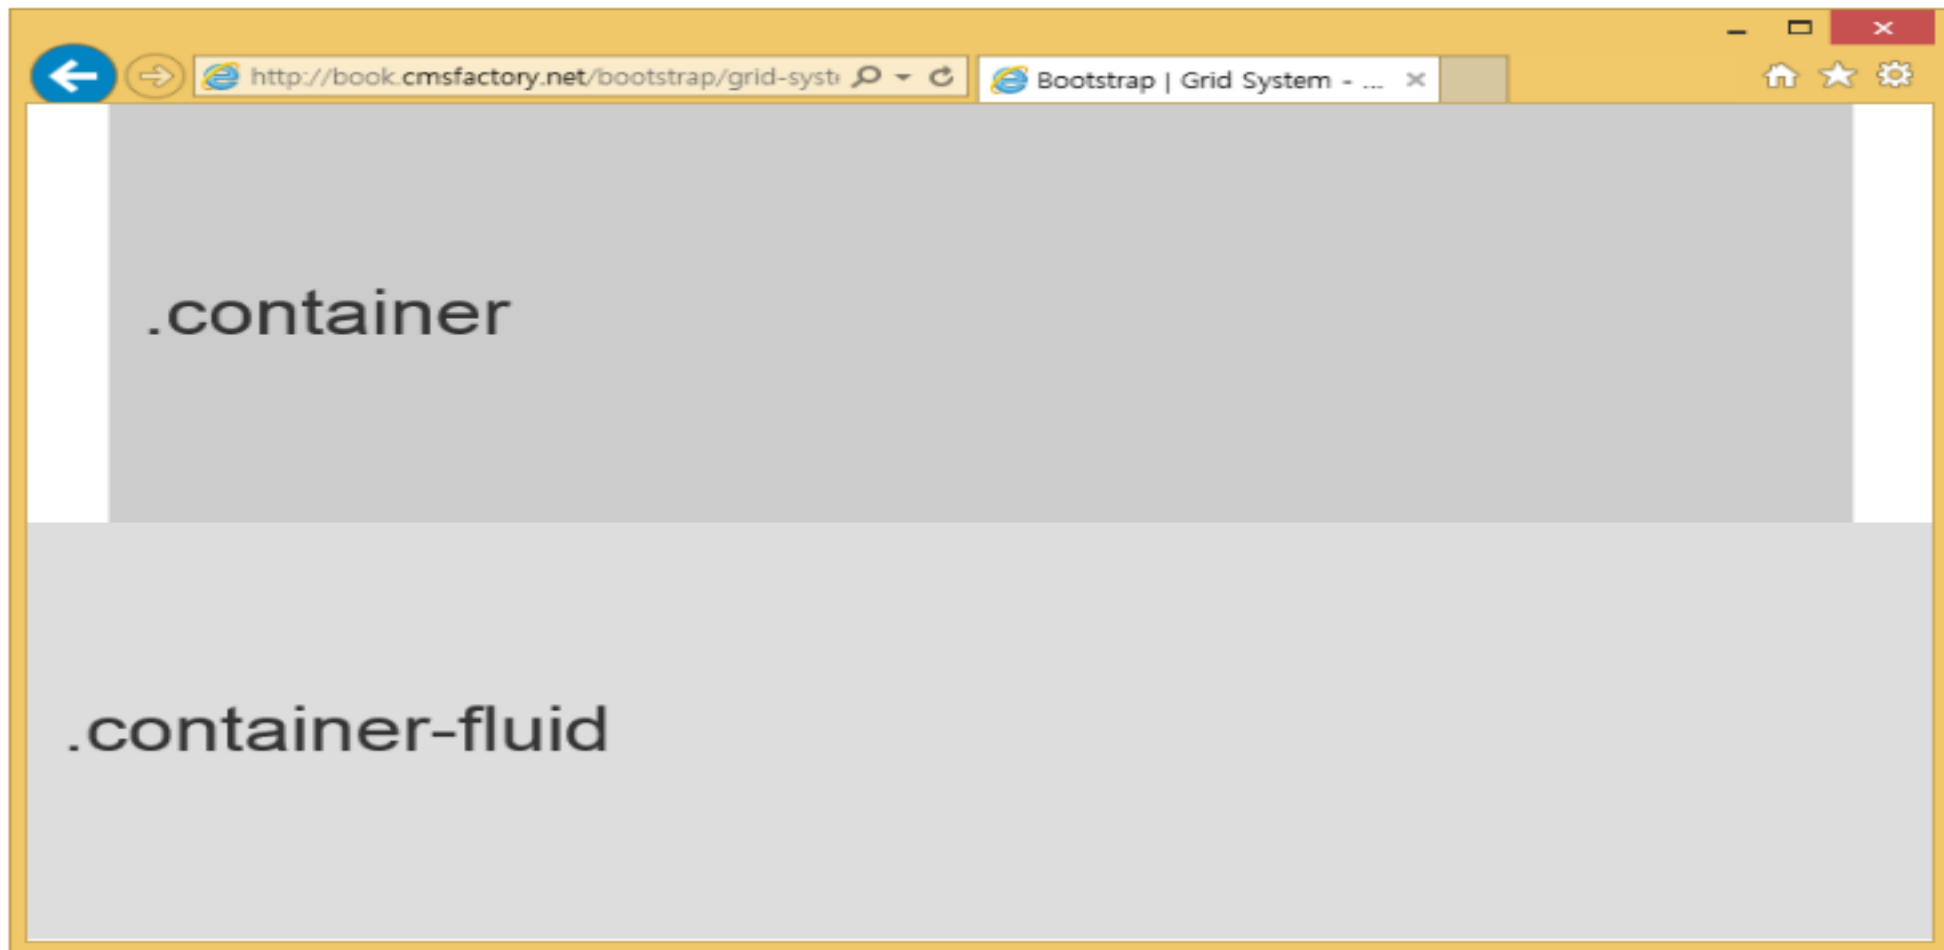 http://book.cmsfactory.net/bootstrap/grid-syst
Bootstrap | Grid System - ...
.container
.container-fluid